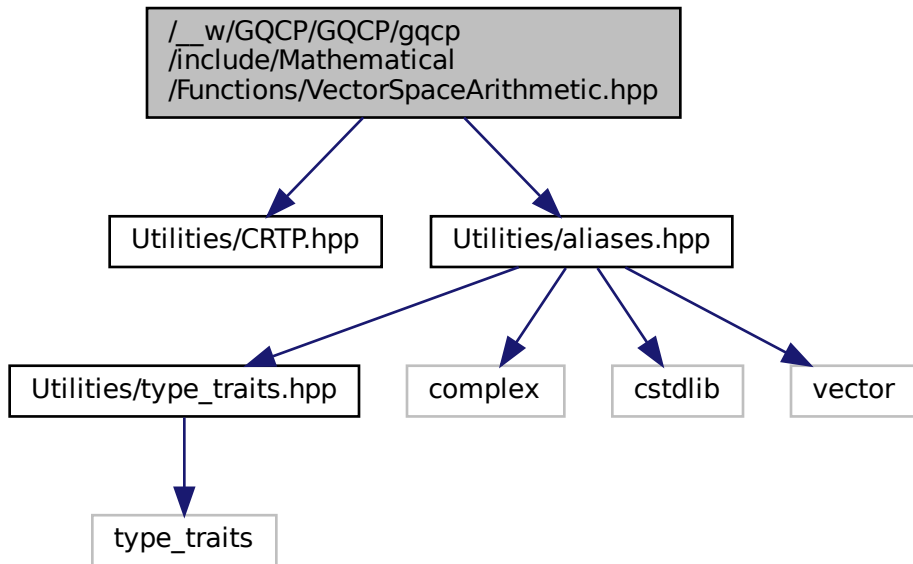 /__w/GQCP/GQCP/gqcp
/include/Mathematical
/Functions/VectorSpaceArithmetic.hpp
Utilities/CRTP.hpp
Utilities/aliases.hpp
Utilities/type_traits.hpp
complex
cstdlib
vector
type_traits